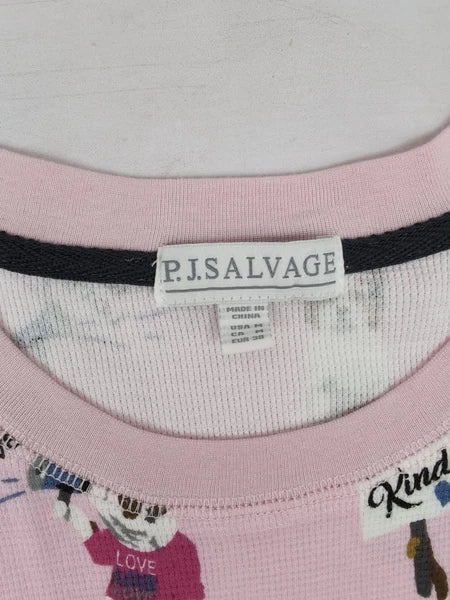 P.J.SALVAGE
MADE IN
CHINA
USA M
CA M
EUR 38
Kind
LOVE